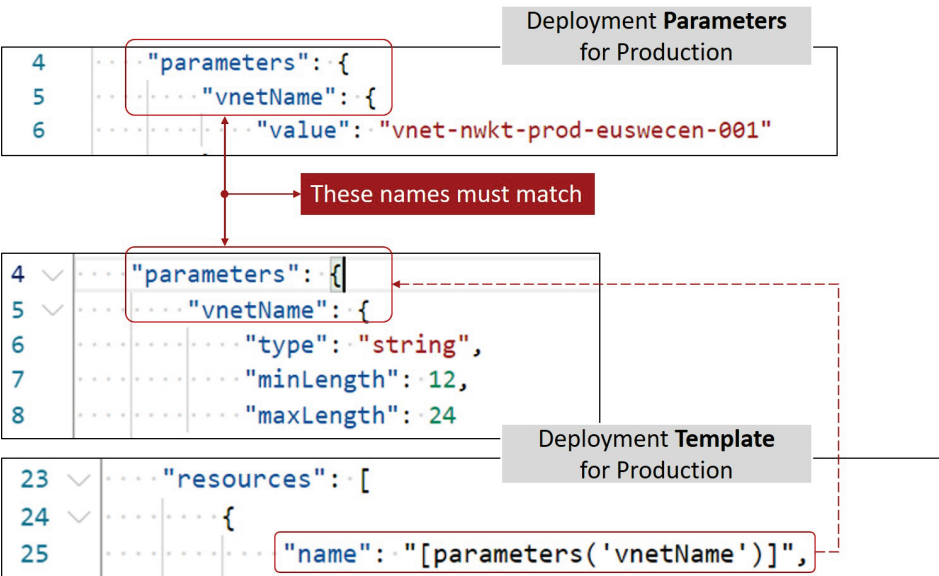 Deployment Parameters
for Production
4 "parameters": {
5 "vnetName": {
6 "value": "vnet-nwkt-prod-euswecen-001"
These names must match
4 "parameters": {
5 "vnetName": {
6 "type": "string",
7 "minLength": 12,
8 "maxLength": 24
Deployment Template
for Production
23 "resources": [
24 {
25 "name": "[parameters('vnetName')]",